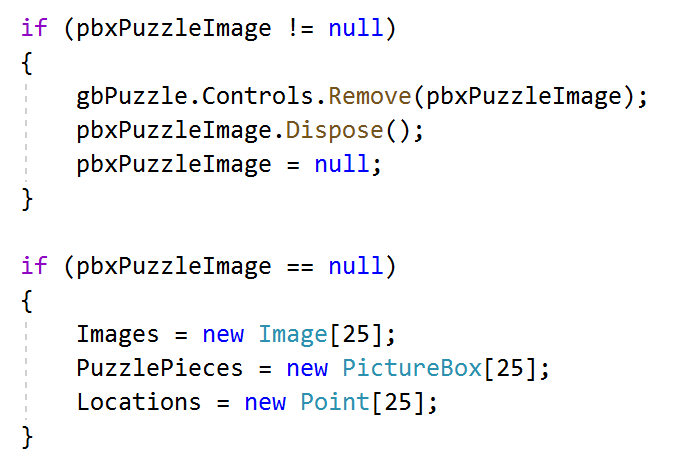 if (pbxPuzzleImage != null)
{
gbPuzzle.Controls.Remove(pbxPuzzleImage);
pbxPuzzleImage.Dispose();
pbxPuzzleImage = null;
}
if (pbxPuzzleImage == null)
{
Images = new Image[25];
PuzzlePieces = new PictureBox[25];
Locations = new Point[25];
}